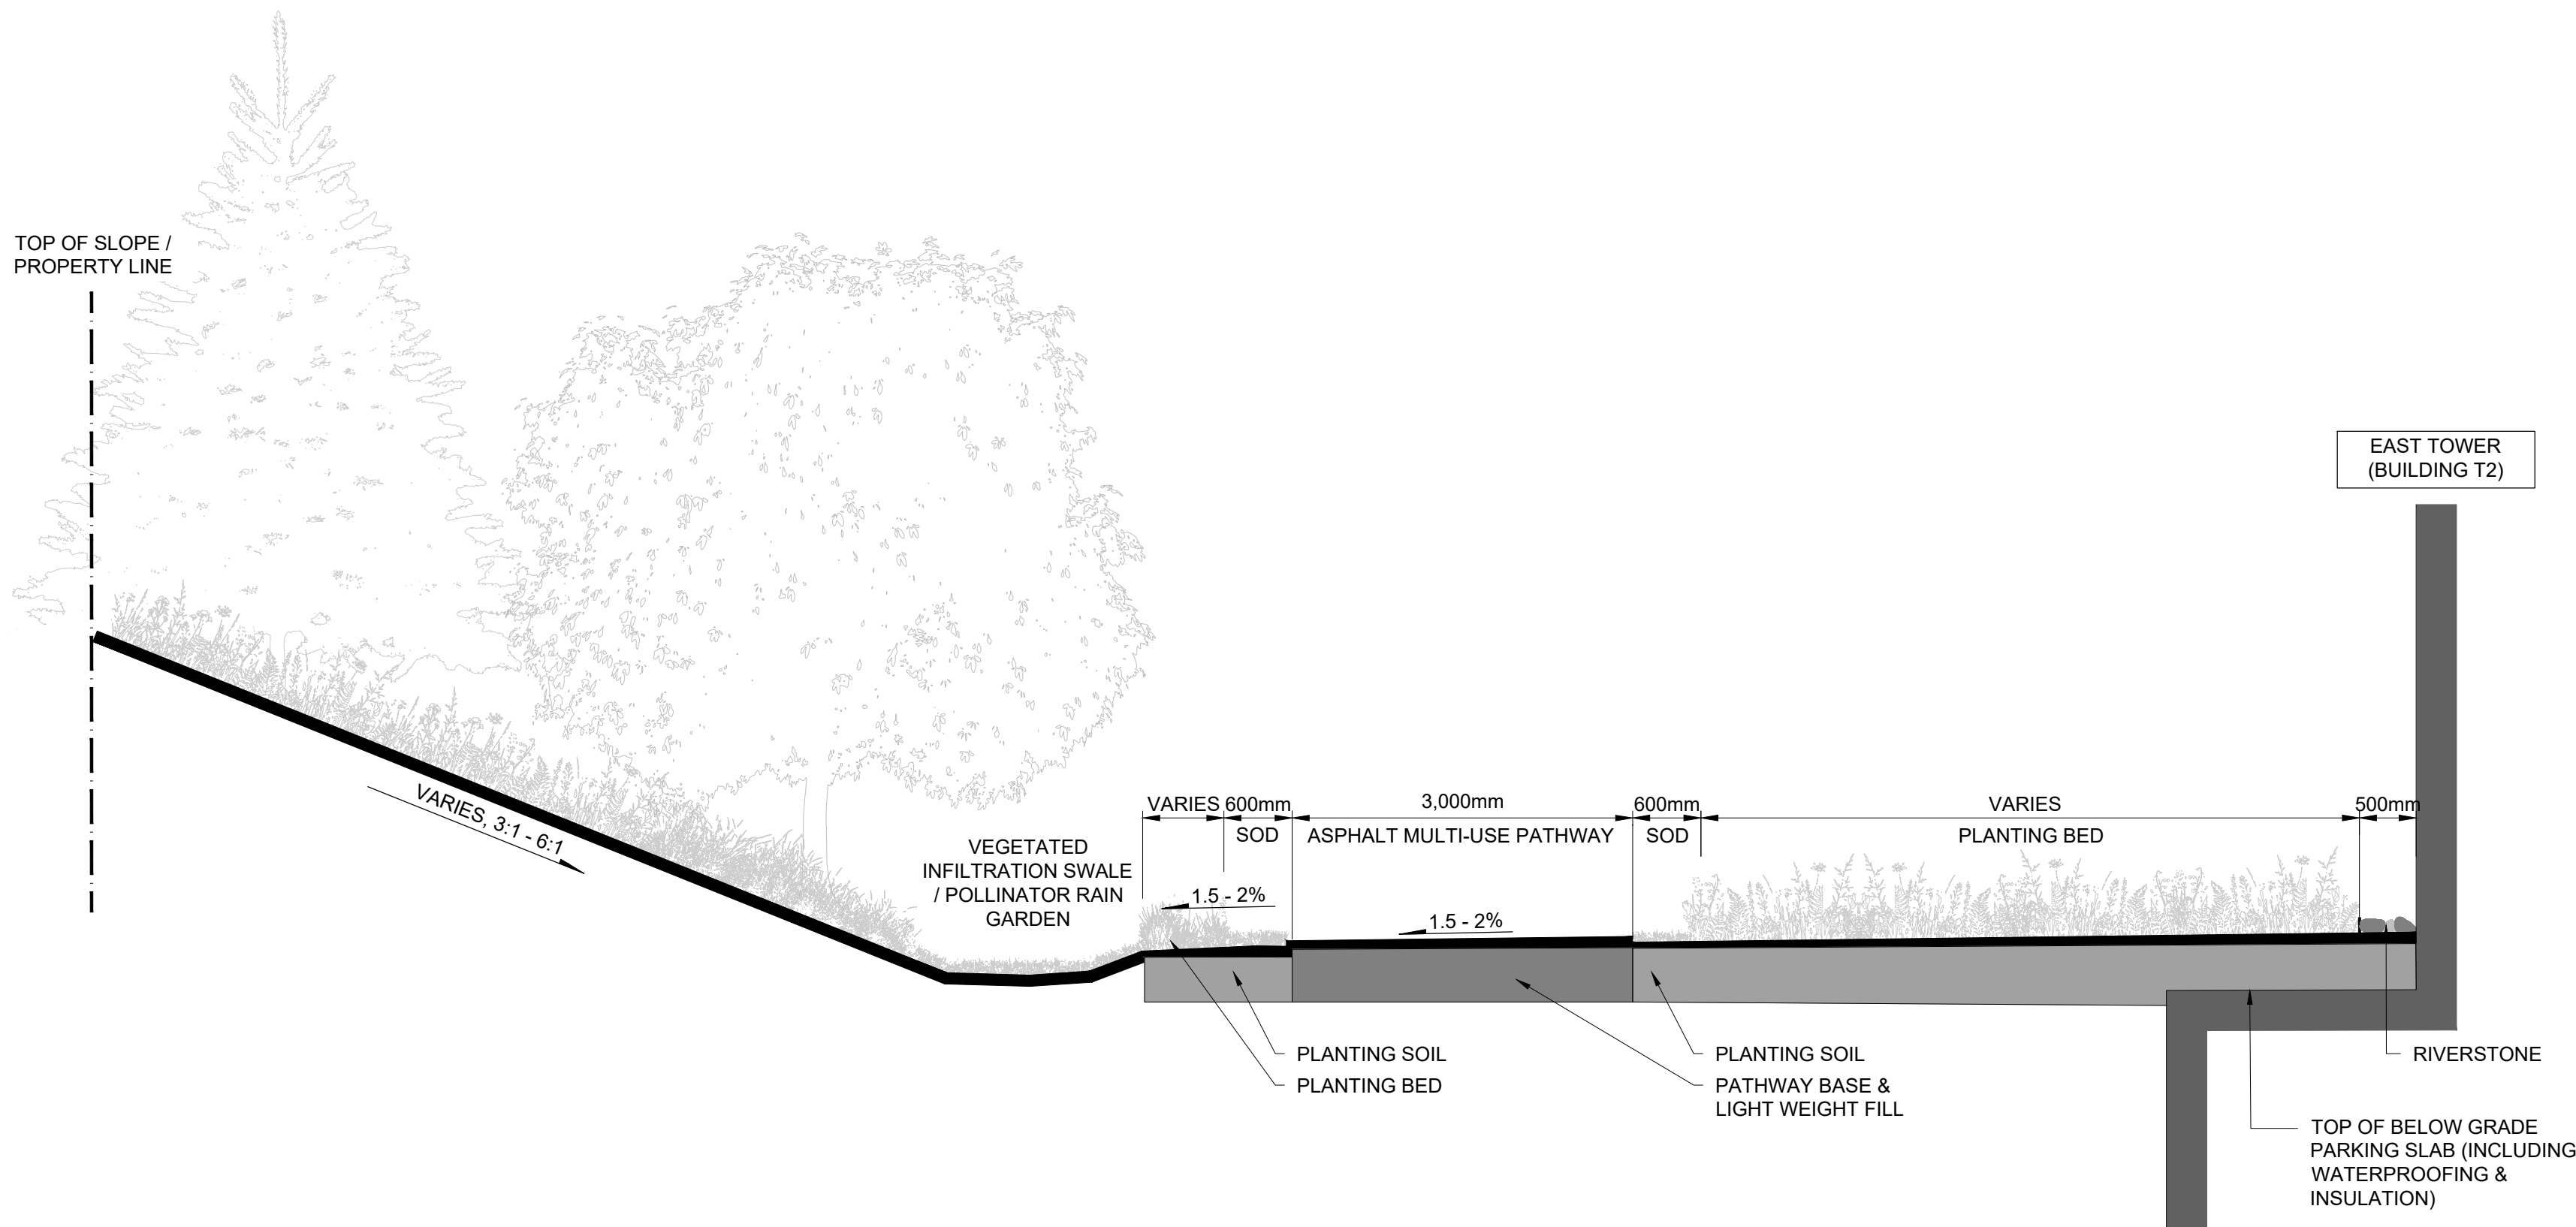 TOP OF SLOPE /
PROPERTY LINE
EAST TOWER
(BUILDING T2)
VARIES, 3:1 - 6:1
VEGETATED
INFILTRATION SWALE
/ POLLINATOR RAIN
GARDEN
VARIES
600mm
SOD
3,000mm
ASPHALT MULTI-USE PATHWAY
600mm
SOD
VARIES
PLANTING BED
500mm
1.5 - 2%
1.5 - 2%
PLANTING SOIL
PLANTING BED
PLANTING SOIL
PATHWAY BASE &
LIGHT WEIGHT FILL
RIVERSTONE
TOP OF BELOW GRADE
PARKING SLAB (INCLUDING
WATERPROOFING &
INSULATION)